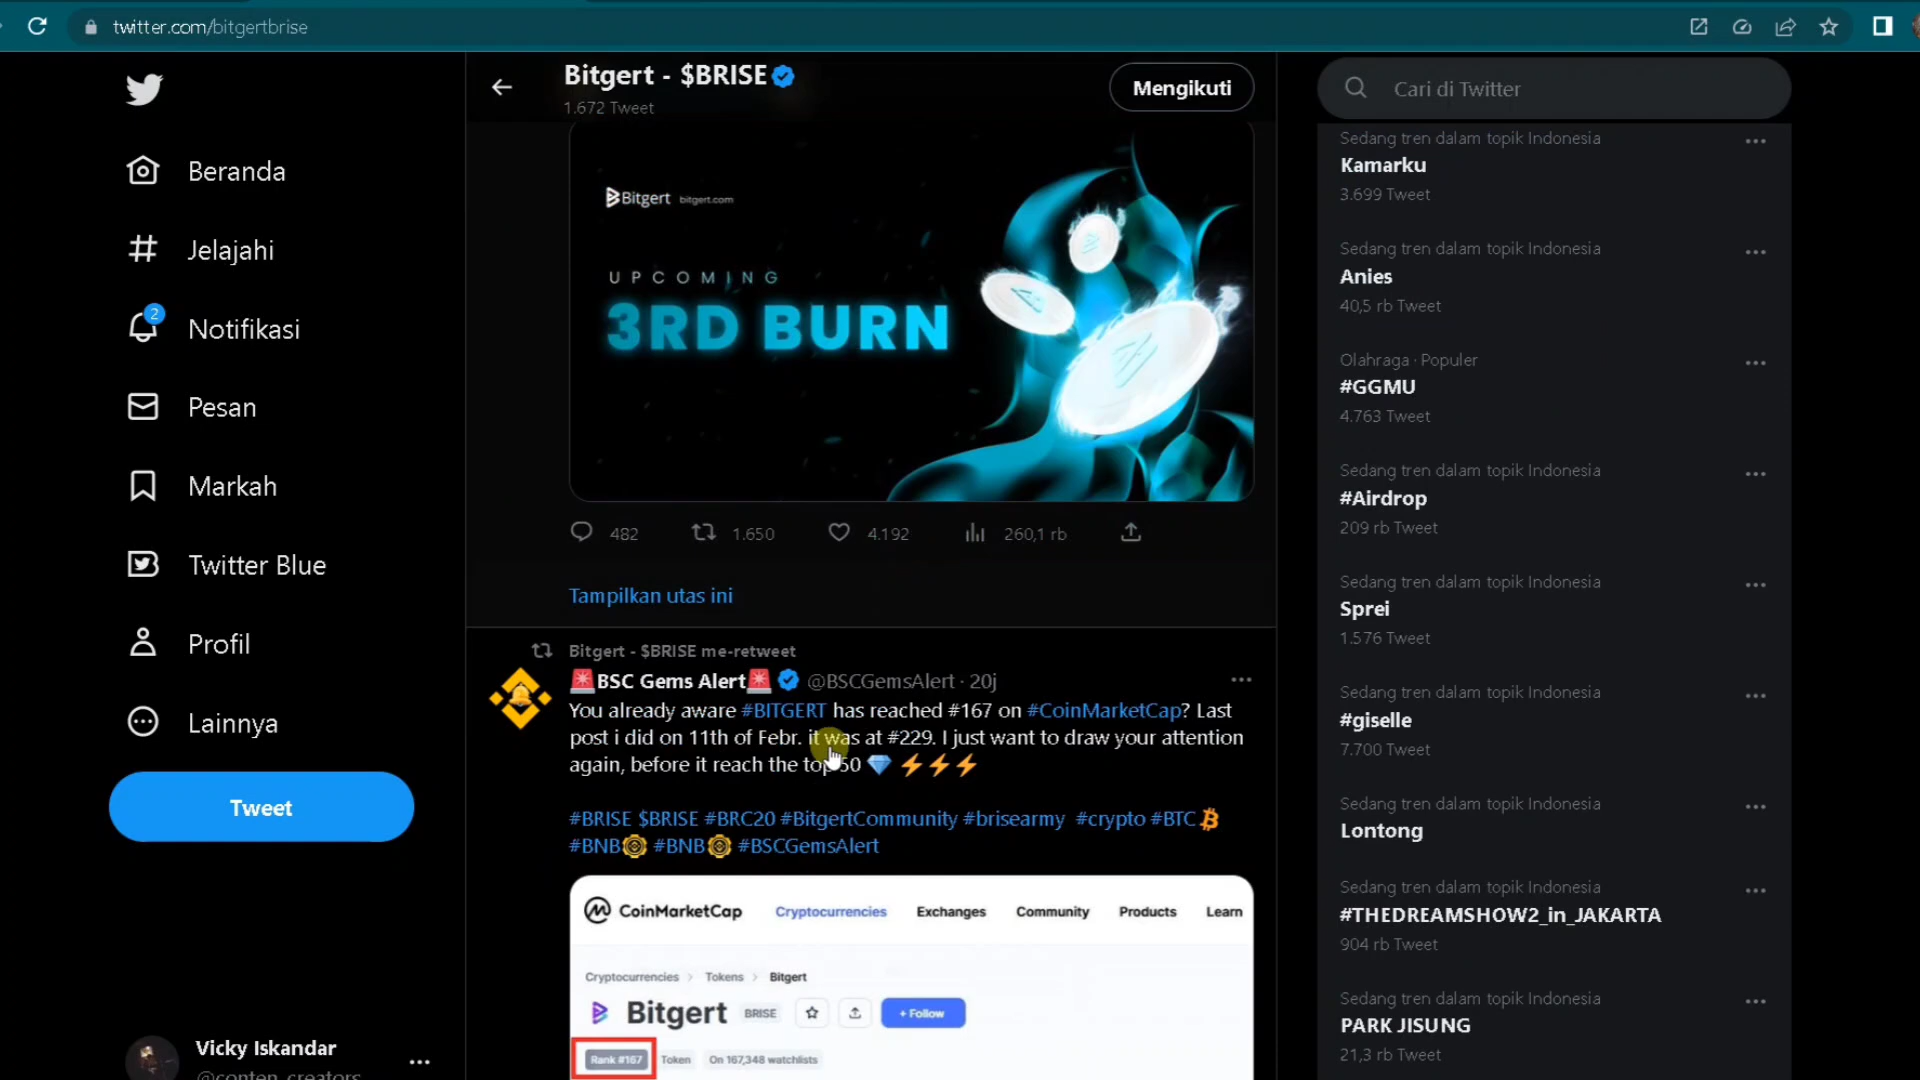 twitter.com/bitgertbrise
Beranda
Jelajahi
2
Notifikasi
Pesan
Markah
Twitter Blue
Profil
Lainnya
Tweet
Vicky Iskandar
@conten_creators
Bitgert - $BRISE
1.672 Tweet
Mengikuti
Bitgert bitgert.com
UPCOMING
3RD BURN
482 1.650 4.192 260,1 rb
Tampilkan utas ini
Bitgert - $BRISE me-retweet
🚨BSC Gems Alert🚨 @BSCGemsAlert · 20j
You already aware #BITGERT has reached #167 on #CoinMarketCap? Last
post i did on 11th of Febr. it was at #229. I just want to draw your attention
again, before it reach the top 50 💎 ⚡⚡⚡
#BRISE $BRISE #BRC20 #BitgertCommunity #brisearmy #crypto #BTC
#BNB #BNB #BSCGemsAlert
CoinMarketCap Cryptocurrencies Exchanges Community Products Learn
Cryptocurrencies > Tokens > Bitgert
Bitgert BRISE + Follow
Rank #167 Token On 167,348 watchlists
Cari di Twitter
Sedang tren dalam topik Indonesia
Kamarku
3.699 Tweet
Sedang tren dalam topik Indonesia
Anies
40,5 rb Tweet
Olahraga · Populer
#GGMU
4.763 Tweet
Sedang tren dalam topik Indonesia
#Airdrop
209 rb Tweet
Sedang tren dalam topik Indonesia
Sprei
1.576 Tweet
Sedang tren dalam topik Indonesia
#giselle
7.700 Tweet
Sedang tren dalam topik Indonesia
Lontong
Sedang tren dalam topik Indonesia
#THEDREAMSHOW2_in_JAKARTA
904 rb Tweet
Sedang tren dalam topik Indonesia
PARK JISUNG
21,3 rb Tweet